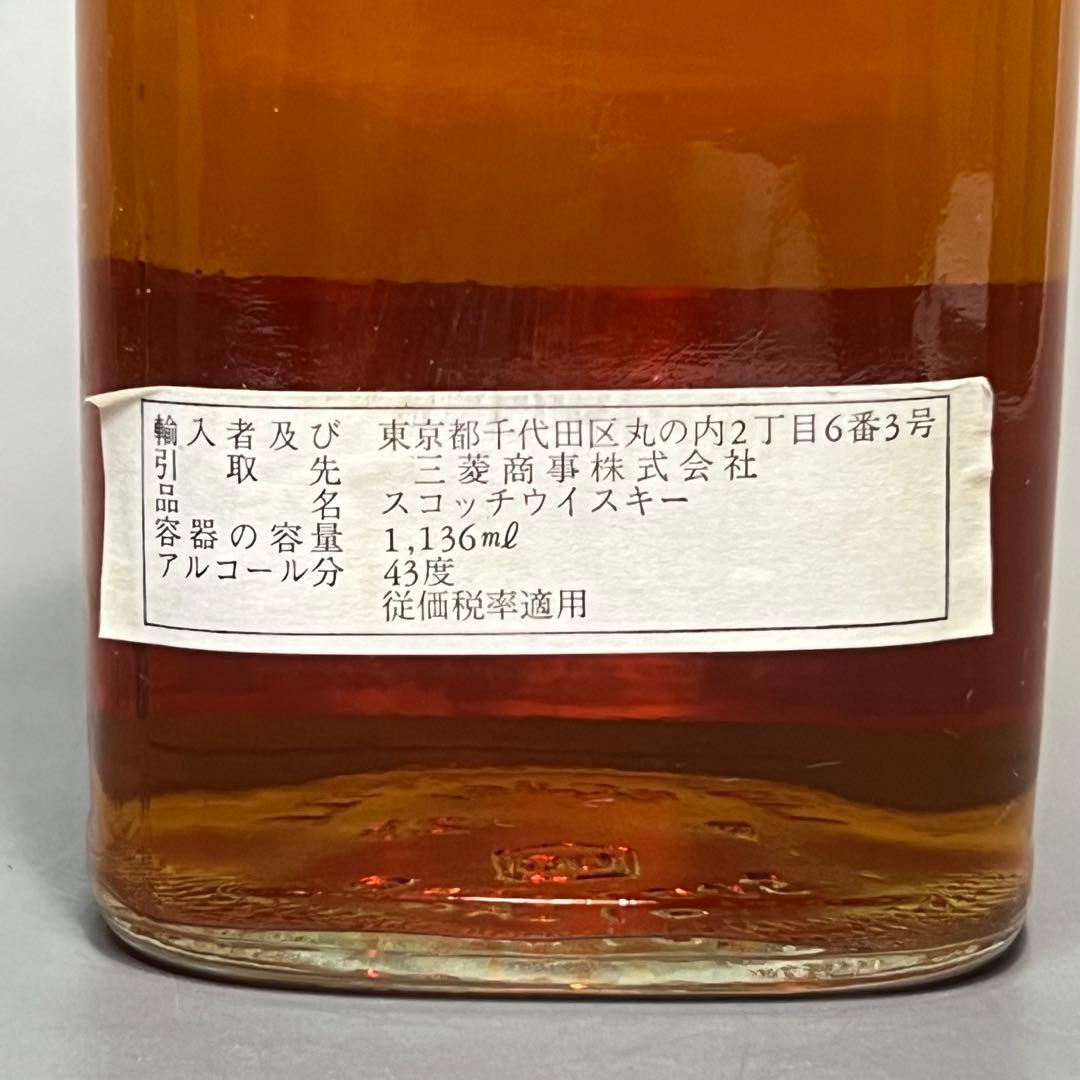 輸入者及び 東京都千代田区丸の内2丁目6番3号
引取先 三菱商事株式会社
品名 スコッチウイスキー
容器の容量 1,136ml
アルコール分 43度
従価税率適用